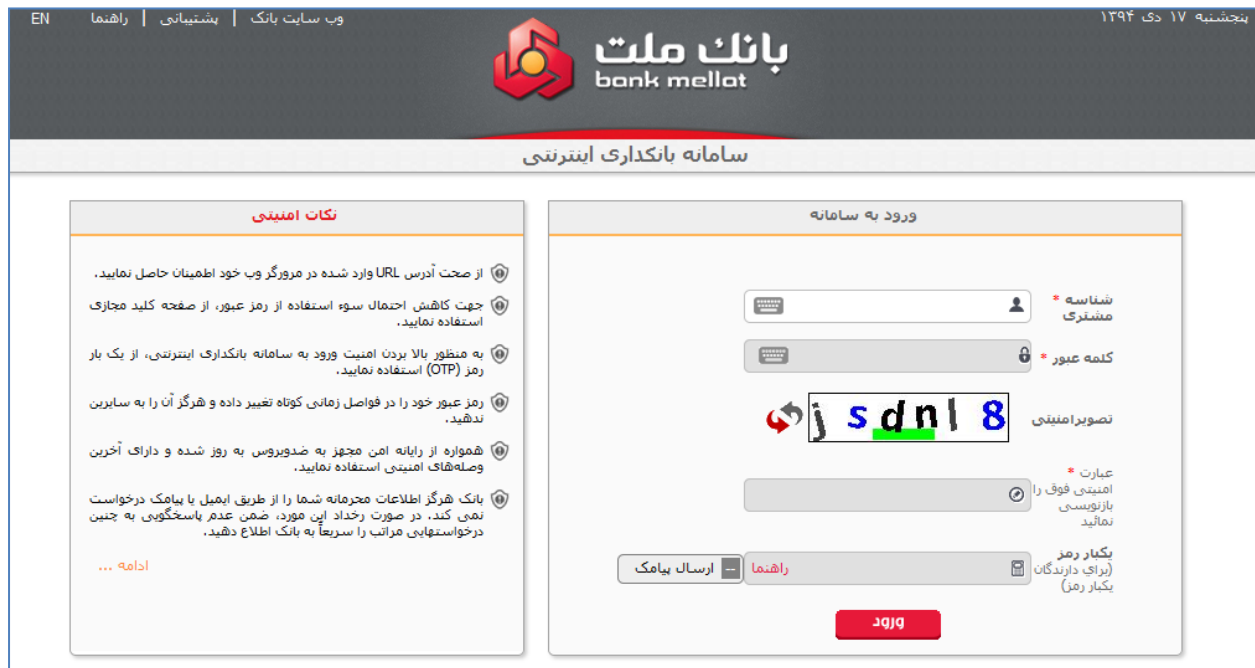 پنجشنبه ۱۷ دی ۱۳۹۴
وب سایت بانک | پشتیبانی | راهنما EN
بانك ملت
bank mellat
سامانه بانکداری اینترنتی
ورود به سامانه
شناسه *
مشتری
کلمه عبور *
تصویرامنیتی
j s d n l 8
عبارت *
امنیتی فوق را
بازنویسی
نمائید
یکبار رمز
(براي دارندگان
یکبار رمز)
راهنما
-- ارسال پیامک
ورود
نکات امنیتی
از صحت آدرس URL وارد شده در مرورگر وب خود اطمینان حاصل نمایید.
جهت کاهش احتمال سوء استفاده از رمز عبور، از صفحه کلید مجازی
استفاده نمایید.
به منظور بالا بردن امنیت ورود به سامانه بانکداری اینترنتی، از یک بار
رمز (OTP) استفاده نمایید.
رمز عبور خود را در فواصل زمانی کوتاه تغییر داده و هرگز آن را به سایرین
ندهید.
همواره از رایانه امن مجهز به ضدویروس به روز شده و دارای آخرین
وصله‌های امنیتی استفاده نمایید.
بانک هرگز اطلاعات محرمانه شما را از طریق ایمیل یا پیامک درخواست
نمی کند. در صورت رخداد این مورد، ضمن عدم پاسخگویی به چنین
درخواستهایی مراتب را سریعاً به بانک اطلاع دهید.
ادامه ...